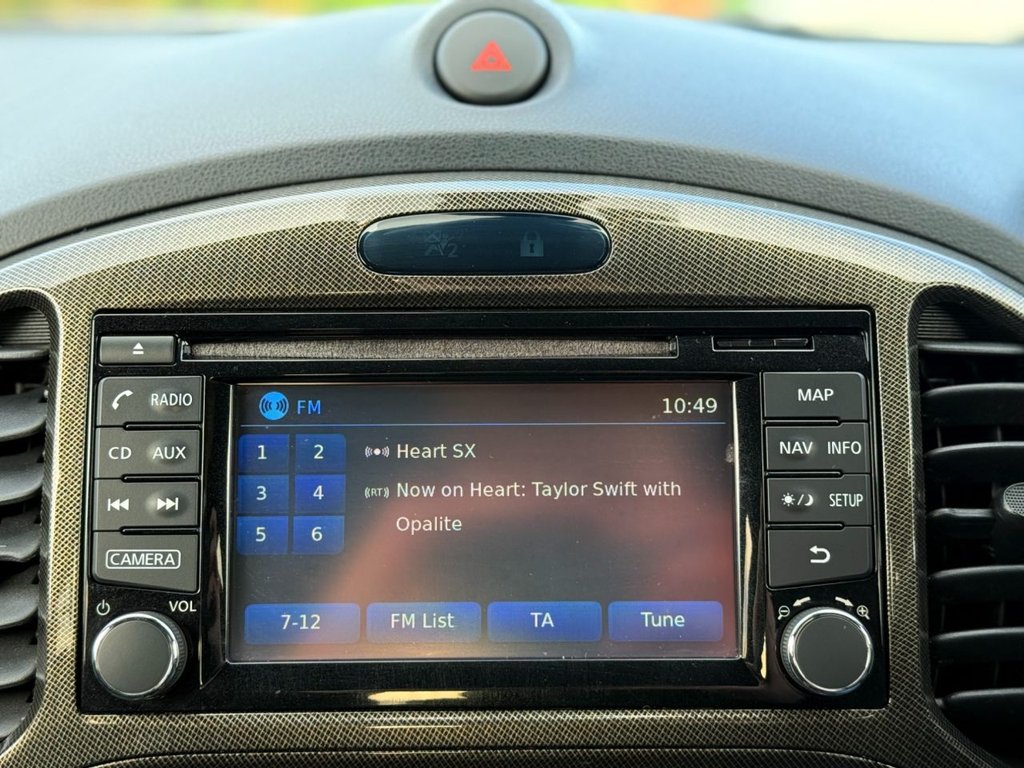 RADIO
CD AUX
CAMERA
VOL
FM 10:49
1 2
3 4
5 6
Heart SX
(RT) Now on Heart: Taylor Swift with
Opalite
7-12 FM List TA Tune
MAP
NAV INFO
SETUP